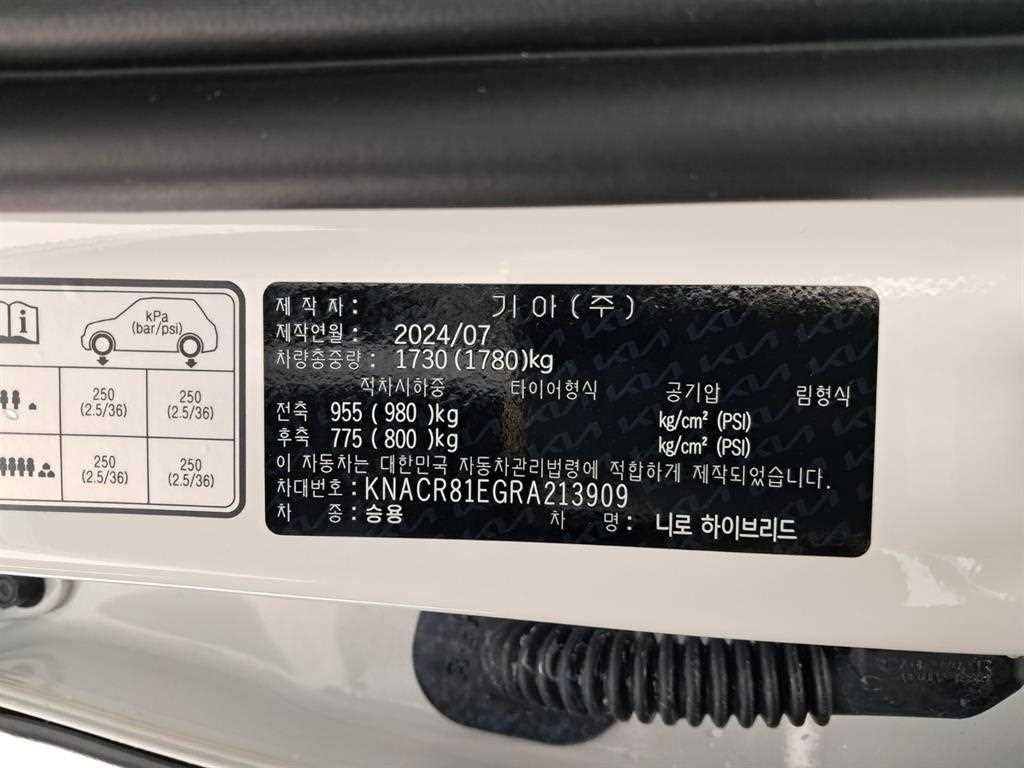 kPa
(bar/psi)
250
(2.5/36)
250
(2.5/36)
250
(2.5/36)
250
(2.5/36)
제 작 자 : 기 아 ( 주 )
제작연월 : 2024/07
차량총중량 : 1730 (1780)kg
적차시하중 타이어형식 공기압 림형식
전축 955 ( 980 )kg kg/cm² (PSI)
후축 775 ( 800 )kg kg/cm² (PSI)
이 자동차는 대한민국 자동차관리법령에 적합하게 제작되었습니다.
차대번호 : KNACR81EGRA213909
차 종 : 승용 차 명 : 니로 하이브리드